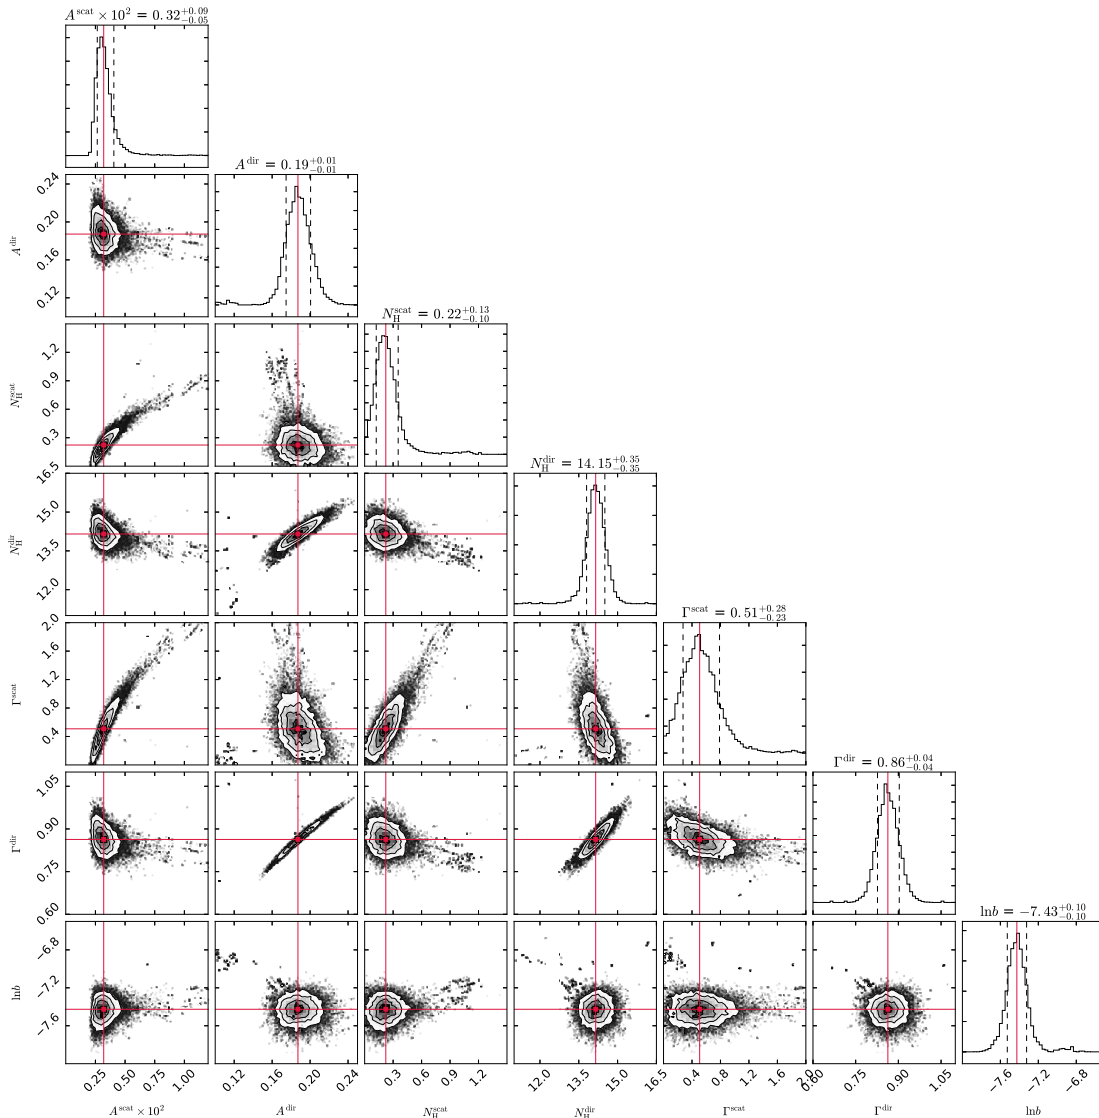 A^scat × 10^2 = 0.32^{+0.09}_{−0.05}
A^dir = 0.19^{+0.01}_{−0.01}
0.24
0.20
0.16
0.12
A^dir
N_H^scat = 0.22^{+0.13}_{−0.10}
1.2
0.9
0.6
0.3
N_H^scat
N_H^dir = 14.15^{+0.35}_{−0.35}
16.5
15.0
13.5
12.0
N_H^dir
Γ^scat = 0.51^{+0.28}_{−0.23}
2.0
1.6
1.2
0.8
0.4
Γ^scat
Γ^dir = 0.86^{+0.04}_{−0.04}
1.05
0.90
0.75
0.60
Γ^dir
lnb = −7.43^{+0.10}_{−0.10}
−6.8
−7.2
−7.6
lnb
0.25 0.50 0.75 1.00 0.12 0.16 0.20 0.24 0.3 0.6 0.9 1.2 12.0 13.5 15.0 16.5 0.4 0.8 1.2 1.6 2.0 0.60 0.75 0.90 1.05 −7.6 −7.2 −6.8
A^scat × 10^2 A^dir N_H^scat N_H^dir Γ^scat Γ^dir lnb